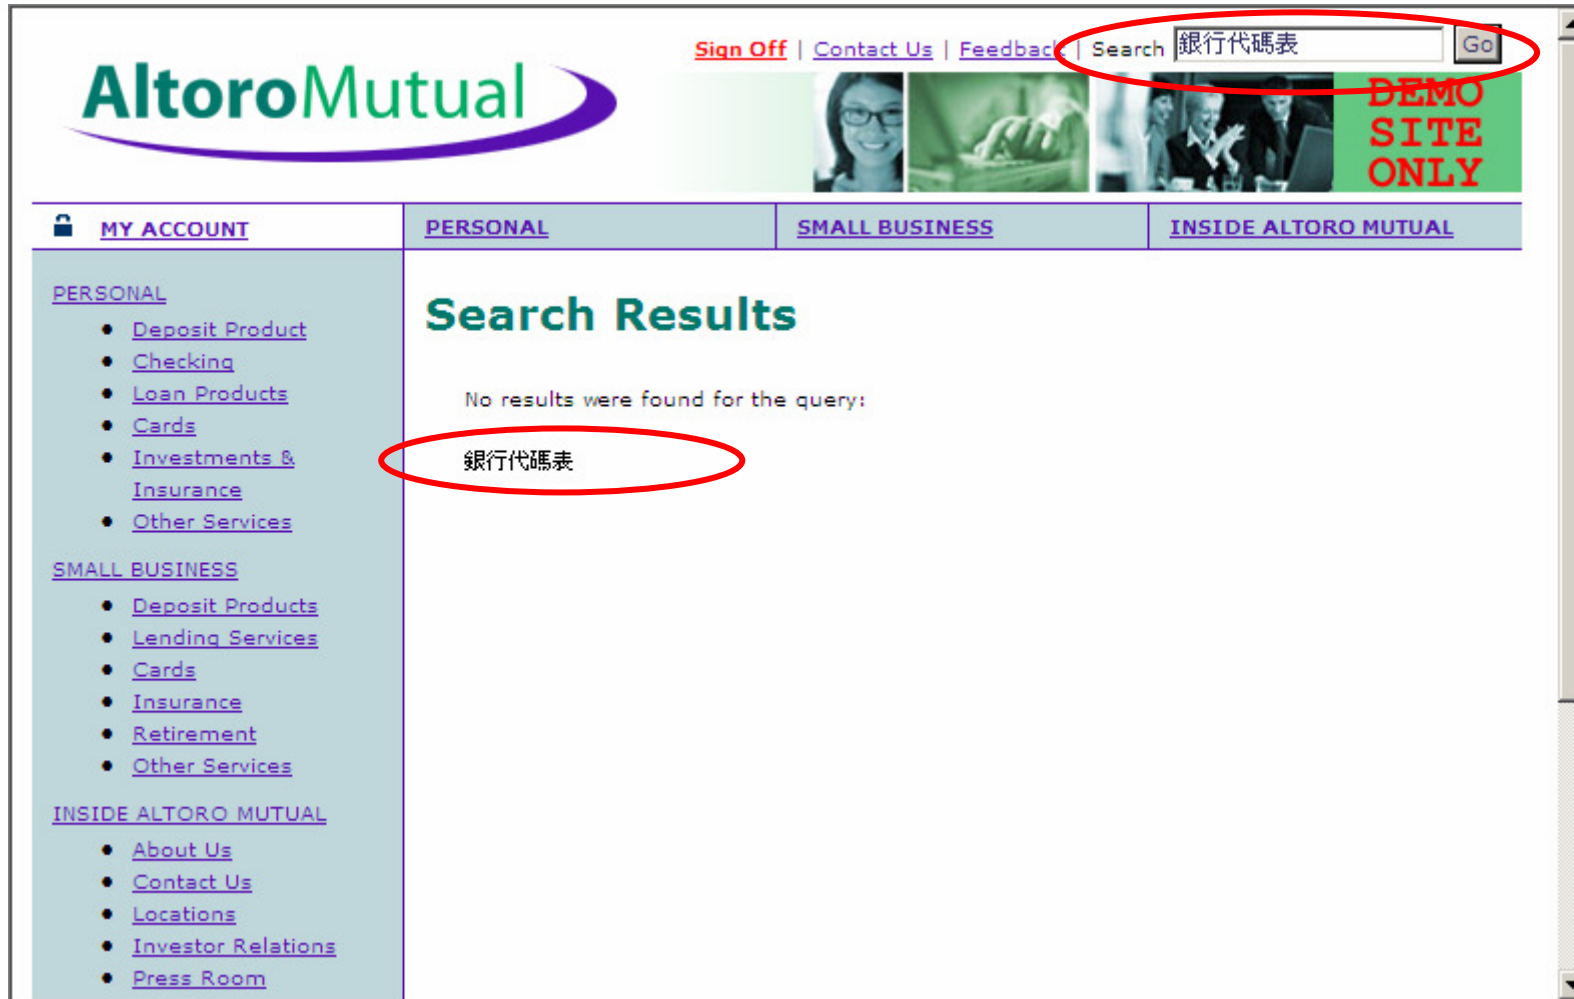 Sign Off | Contact Us | Feedback | Search 銀行代碼表 Go
AltoroMutual
DEMO
SITE
ONLY
MY ACCOUNT
PERSONAL
SMALL BUSINESS
INSIDE ALTORO MUTUAL
PERSONAL
Deposit Product
Checking
Loan Products
Cards
Investments &
Insurance
Other Services
SMALL BUSINESS
Deposit Products
Lending Services
Cards
Insurance
Retirement
Other Services
INSIDE ALTORO MUTUAL
About Us
Contact Us
Locations
Investor Relations
Press Room
Search Results
No results were found for the query:
銀行代碼表